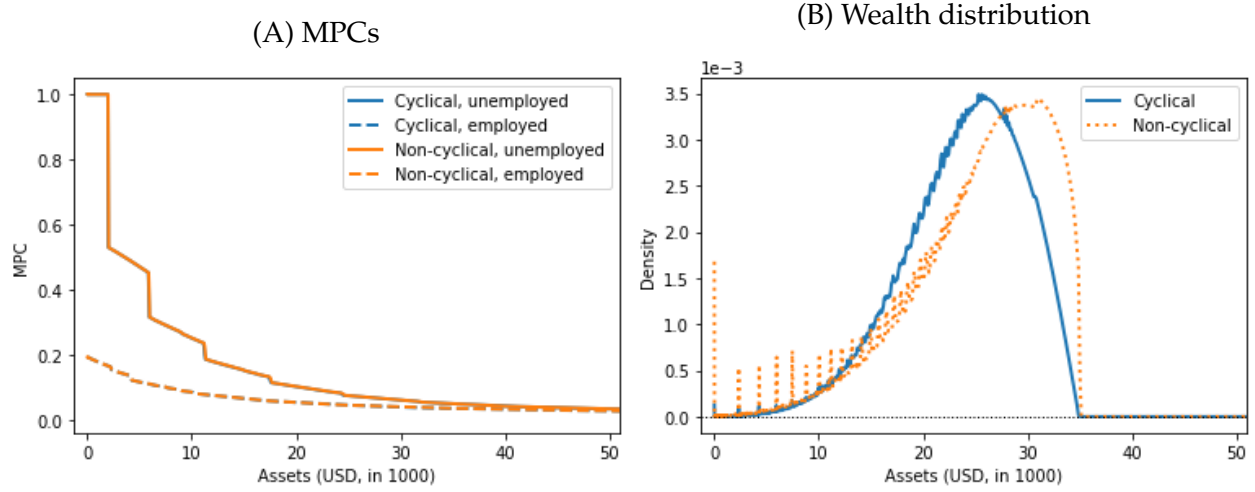 (A) MPCs
1.0
0.8
0.6
0.4
0.2
0.0
MPC
0 10 20 30 40 50
Assets (USD, in 1000)
Cyclical, unemployed
Cyclical, employed
Non-cyclical, unemployed
Non-cyclical, employed
(B) Wealth distribution
1e−3
3.5
3.0
2.5
2.0
1.5
1.0
0.5
0.0
Density
0 10 20 30 40 50
Assets (USD, in 1000)
Cyclical
Non-cyclical